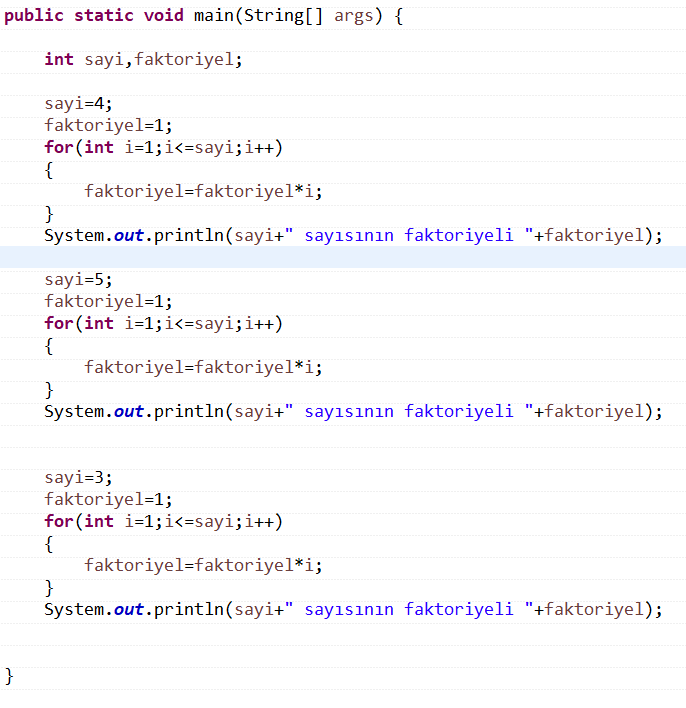 public static void main(String[] args) {
int sayi,faktoriyel;
sayi=4;
faktoriyel=1;
for(int i=1;i<=sayi;i++)
{
faktoriyel=faktoriyel*i;
}
System.out.println(sayi+" sayısının faktoriyeli "+faktoriyel);
sayi=5;
faktoriyel=1;
for(int i=1;i<=sayi;i++)
{
faktoriyel=faktoriyel*i;
}
System.out.println(sayi+" sayısının faktoriyeli "+faktoriyel);
sayi=3;
faktoriyel=1;
for(int i=1;i<=sayi;i++)
{
faktoriyel=faktoriyel*i;
}
System.out.println(sayi+" sayısının faktoriyeli "+faktoriyel);
}